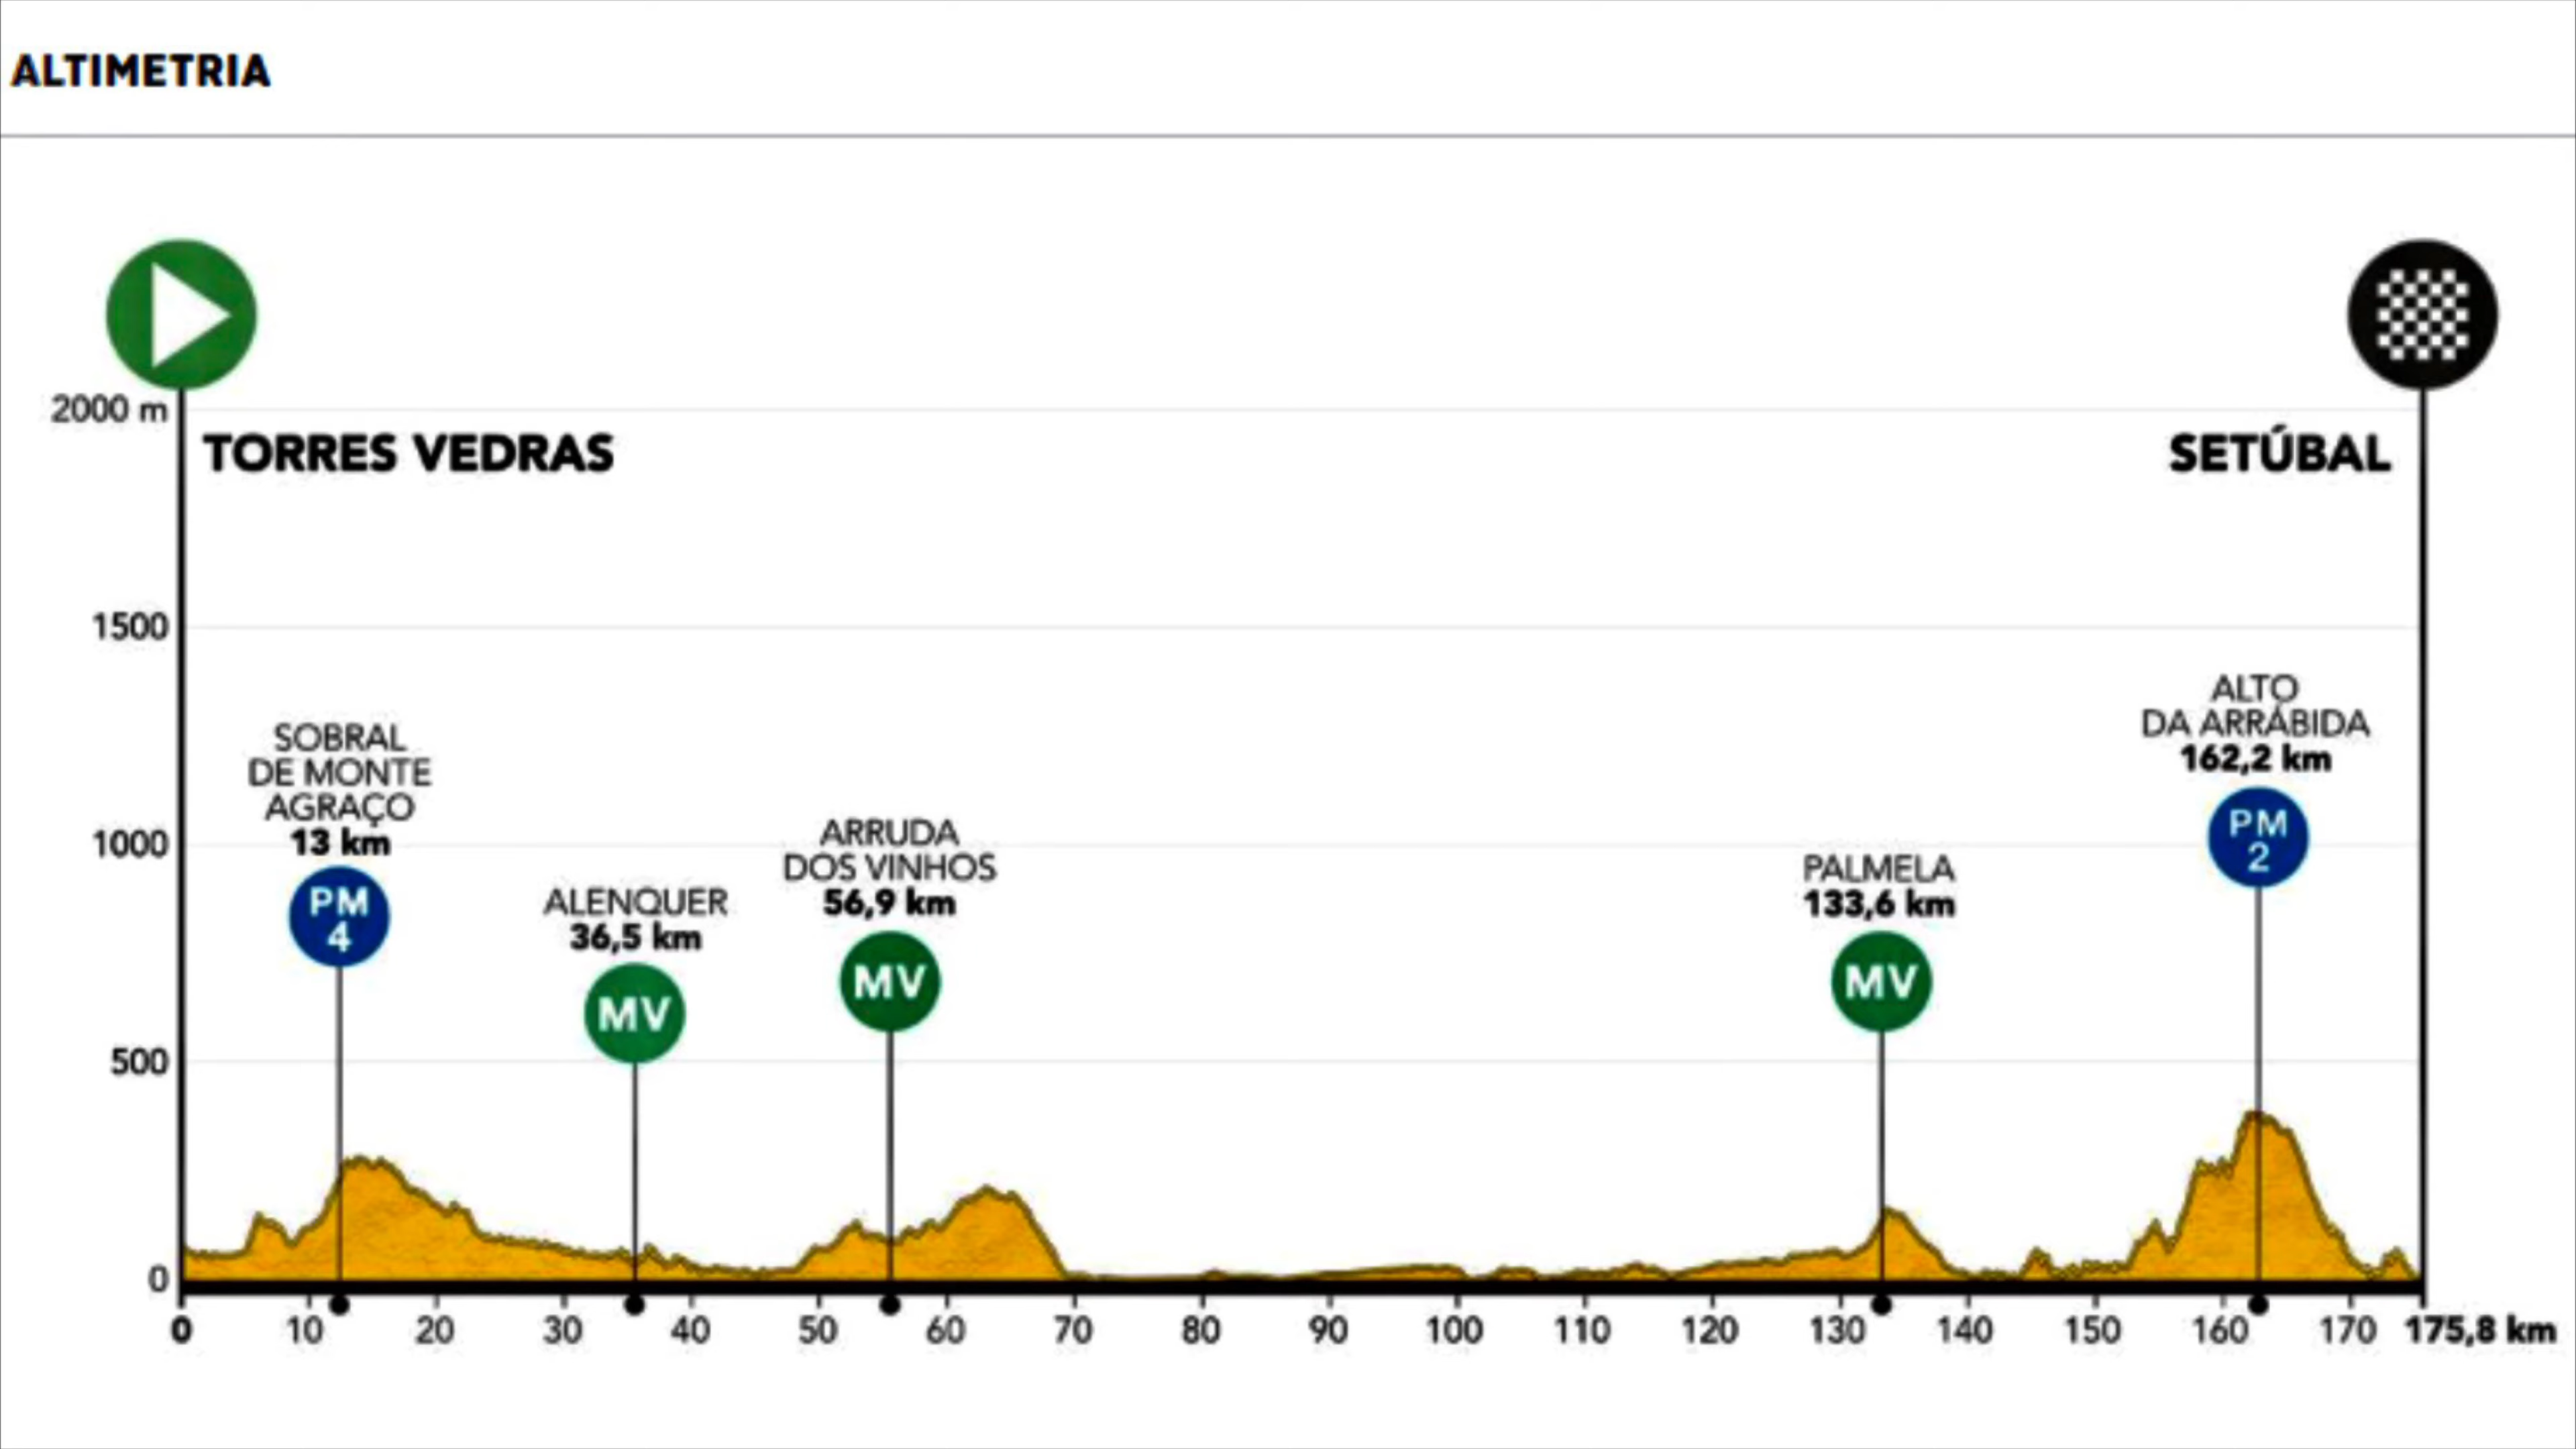 ALTIMETRIA
2000 m
TORRES VEDRAS
SETÚBAL
1500
ALTO
DA ARRÁBIDA
162,2 km
PM
2
SOBRAL
DE MONTE
AGRAÇO
13 km
PM
4
1000
ARRUDA
DOS VINHOS
56,9 km
MV
PALMELA
133,6 km
MV
ALENQUER
36,5 km
MV
500
0
0 10 20 30 40 50 60 70 80 90 100 110 120 130 140 150 160 170 175,8 km